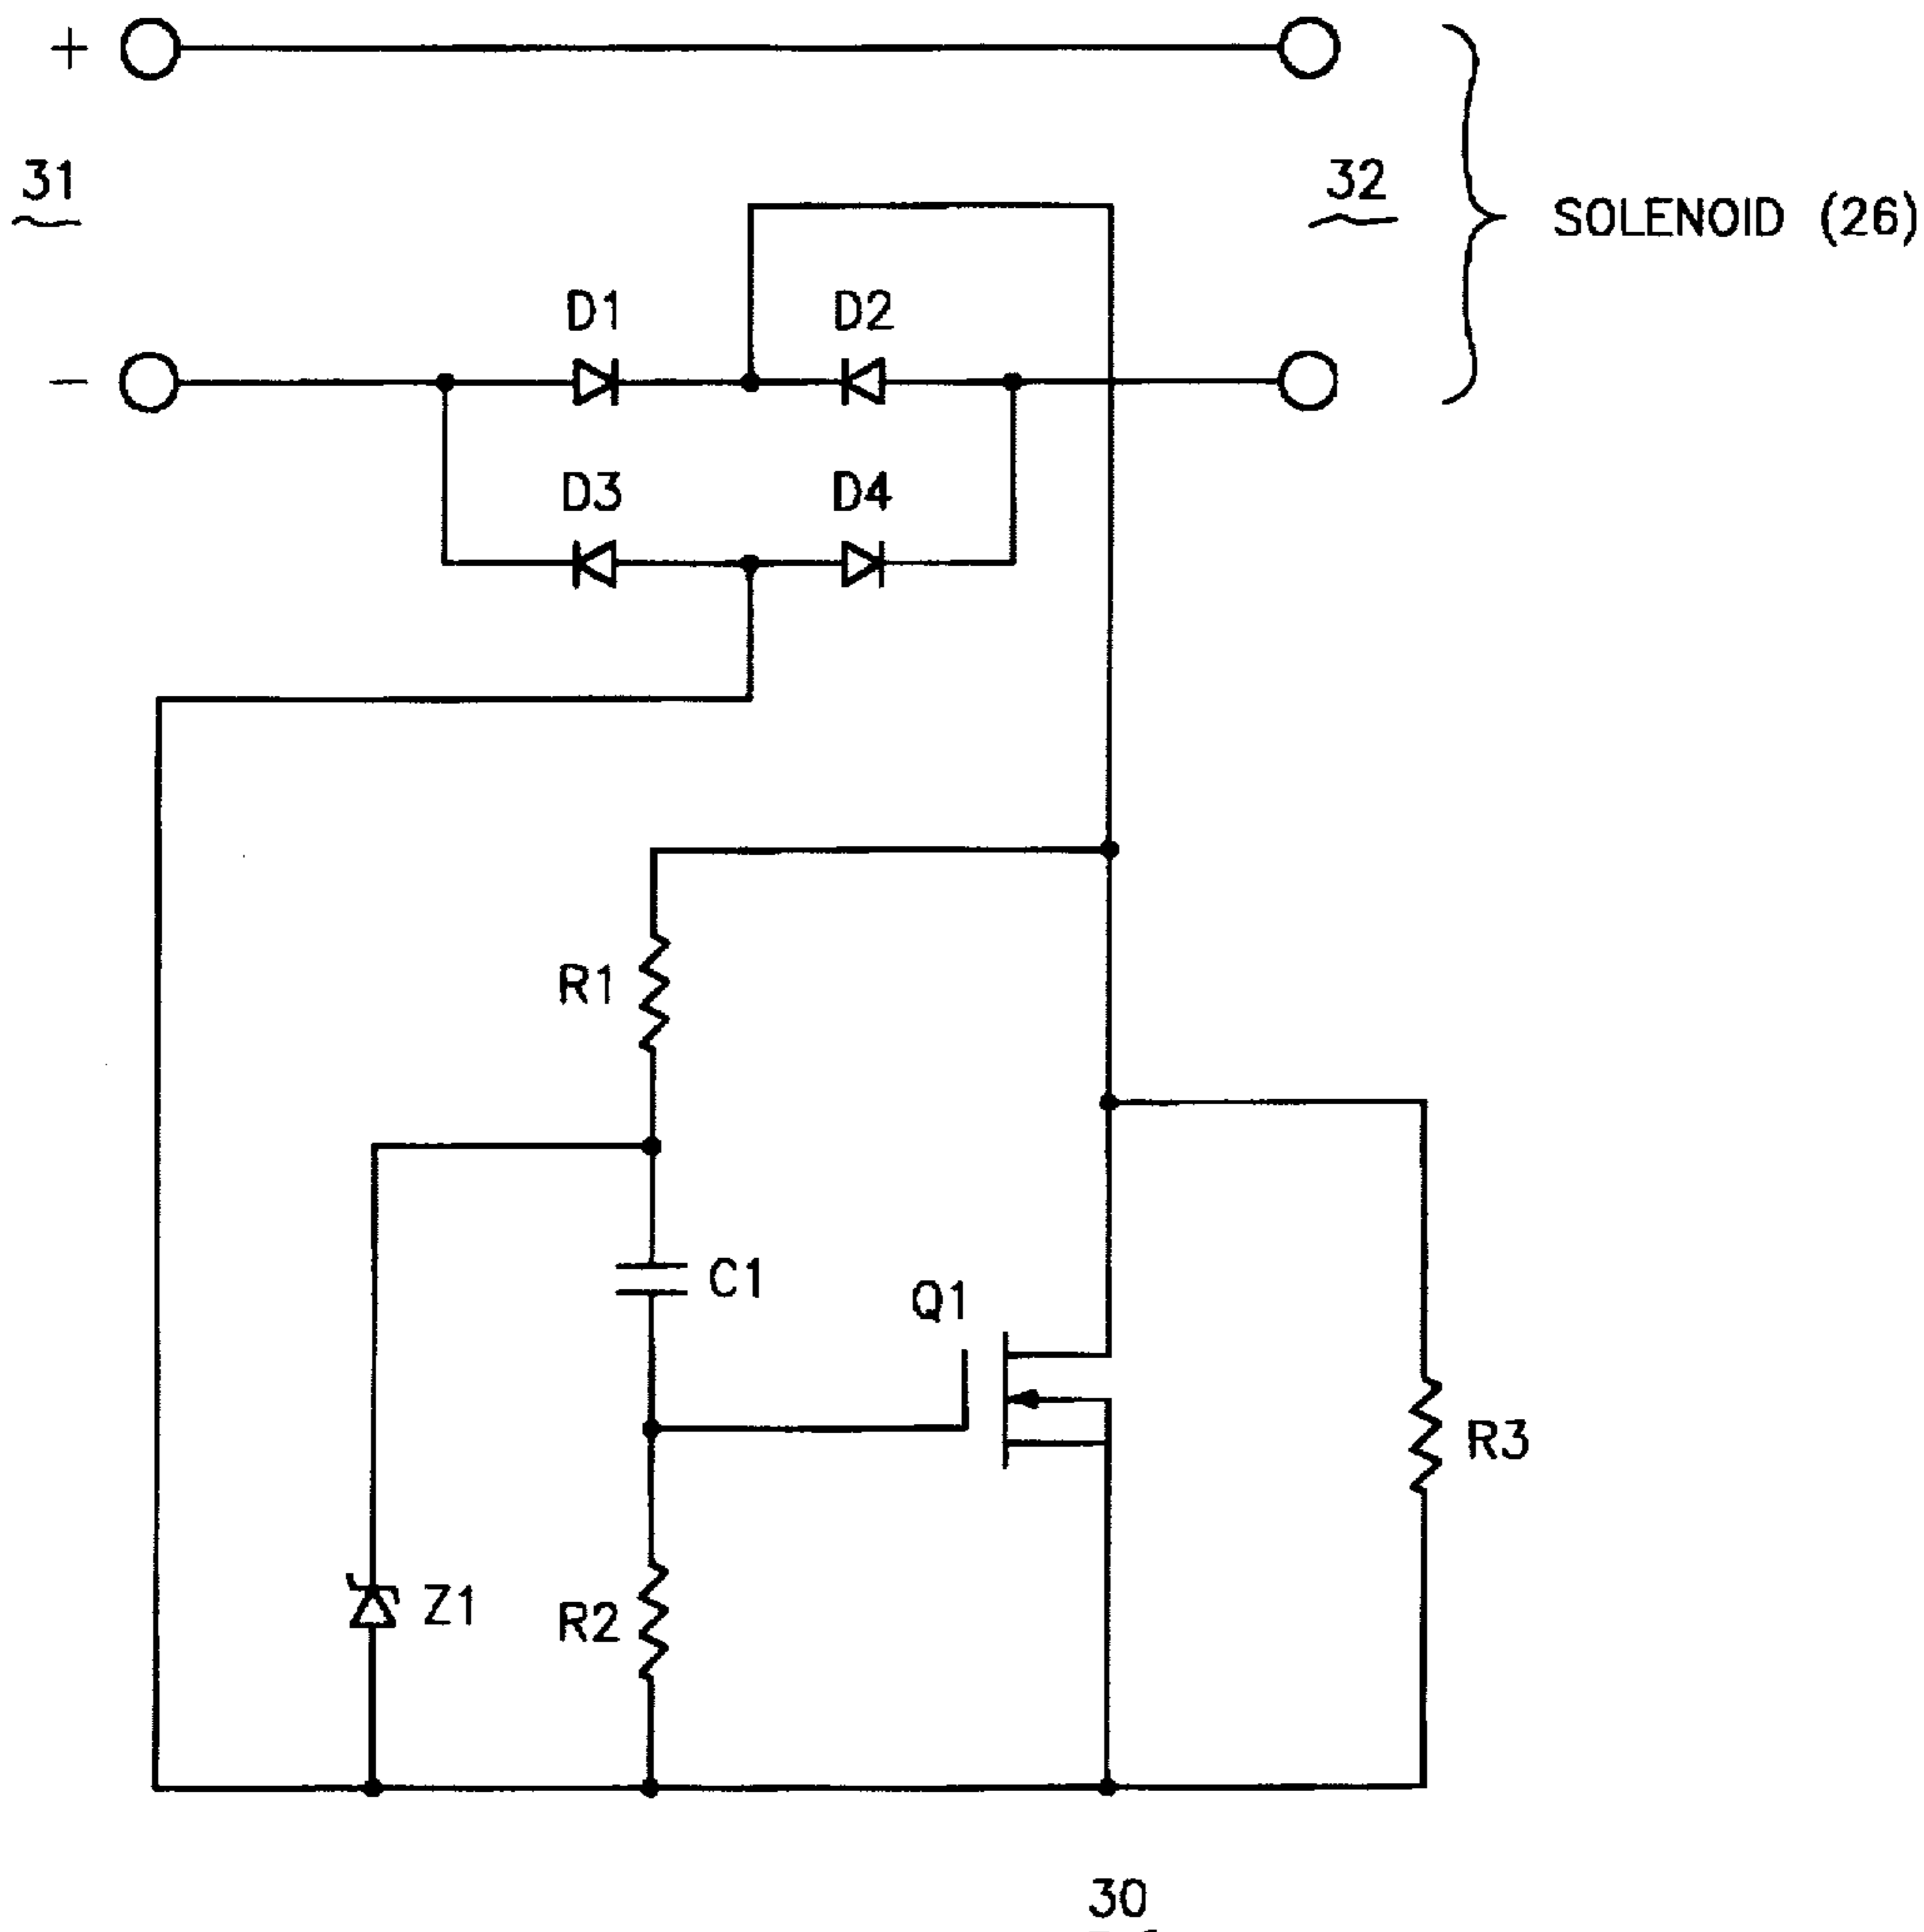 +
31
32
SOLENOID (26)
D1
D2
−
D3
D4
R1
C1
Q1
R3
Z1
R2
30